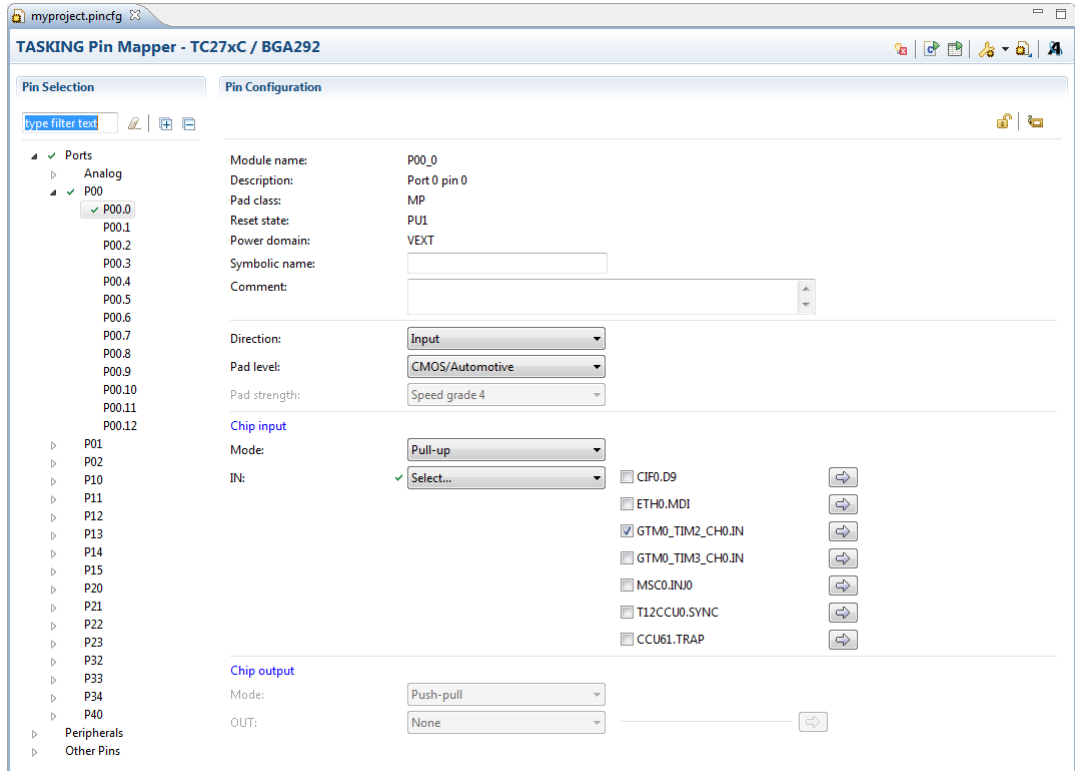 myproject.pincfg
TASKING Pin Mapper - TC27xC / BGA292
Pin Selection
type filter text
Ports
Analog
P00
P00.0
P00.1
P00.2
P00.3
P00.4
P00.5
P00.6
P00.7
P00.8
P00.9
P00.10
P00.11
P00.12
P01
P02
P10
P11
P12
P13
P14
P15
P20
P21
P22
P23
P32
P33
P34
P40
Peripherals
Other Pins
Pin Configuration
Module name: P00_0
Description: Port 0 pin 0
Pad class: MP
Reset state: PU1
Power domain: VEXT
Symbolic name:
Comment:
Direction: Input
Pad level: CMOS/Automotive
Pad strength: Speed grade 4
Chip input
Mode: Pull-up
IN: Select... CIF0.D9
ETH0.MDI
GTM0_TIM2_CH0.IN
GTM0_TIM3_CH0.IN
MSC0.INJ0
T12CCU0.SYNC
CCU61.TRAP
Chip output
Mode: Push-pull
OUT: None